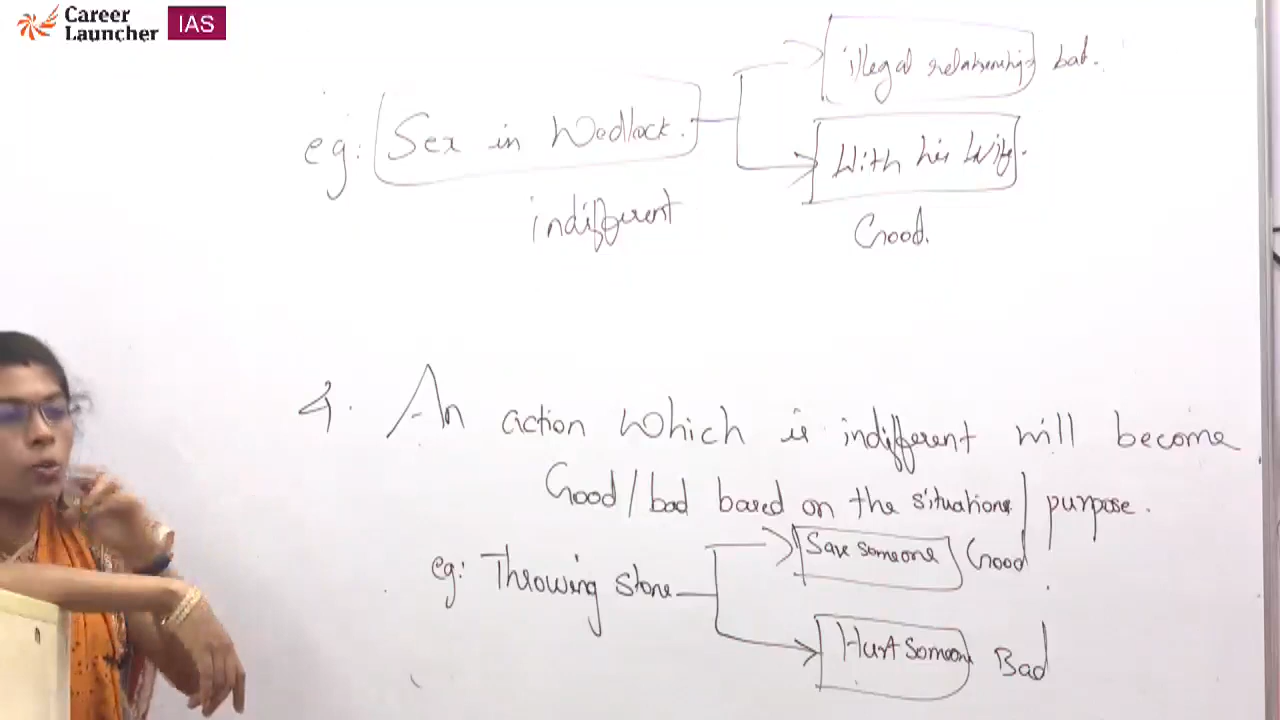 Career
Launcher
IAS
illegal relationship bad.
eg: Sex in Wedlock.
With his wife.
indifferent
Good.
4. An action which is indifferent will become
Good/bad based on the situations/purpose.
Save someone Good
eg: Throwing stone
Hurt someone Bad